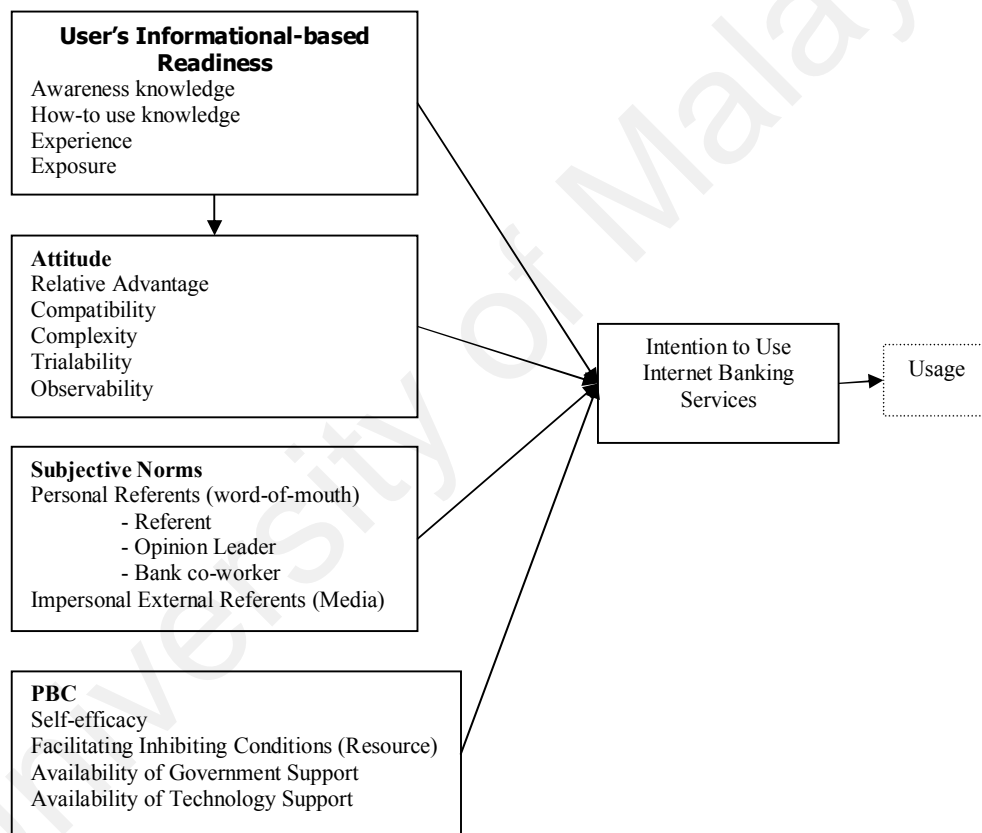 User's Informational-based
Readiness
Awareness knowledge
How-to use knowledge
Experience
Exposure
Attitude
Relative Advantage
Compatibility
Complexity
Trialability
Observability
Subjective Norms
Personal Referents (word-of-mouth)
- Referent
- Opinion Leader
- Bank co-worker
Impersonal External Referents (Media)
PBC
Self-efficacy
Facilitating Inhibiting Conditions (Resource)
Availability of Government Support
Availability of Technology Support
Intention to Use
Internet Banking
Services
Usage
University of Malay